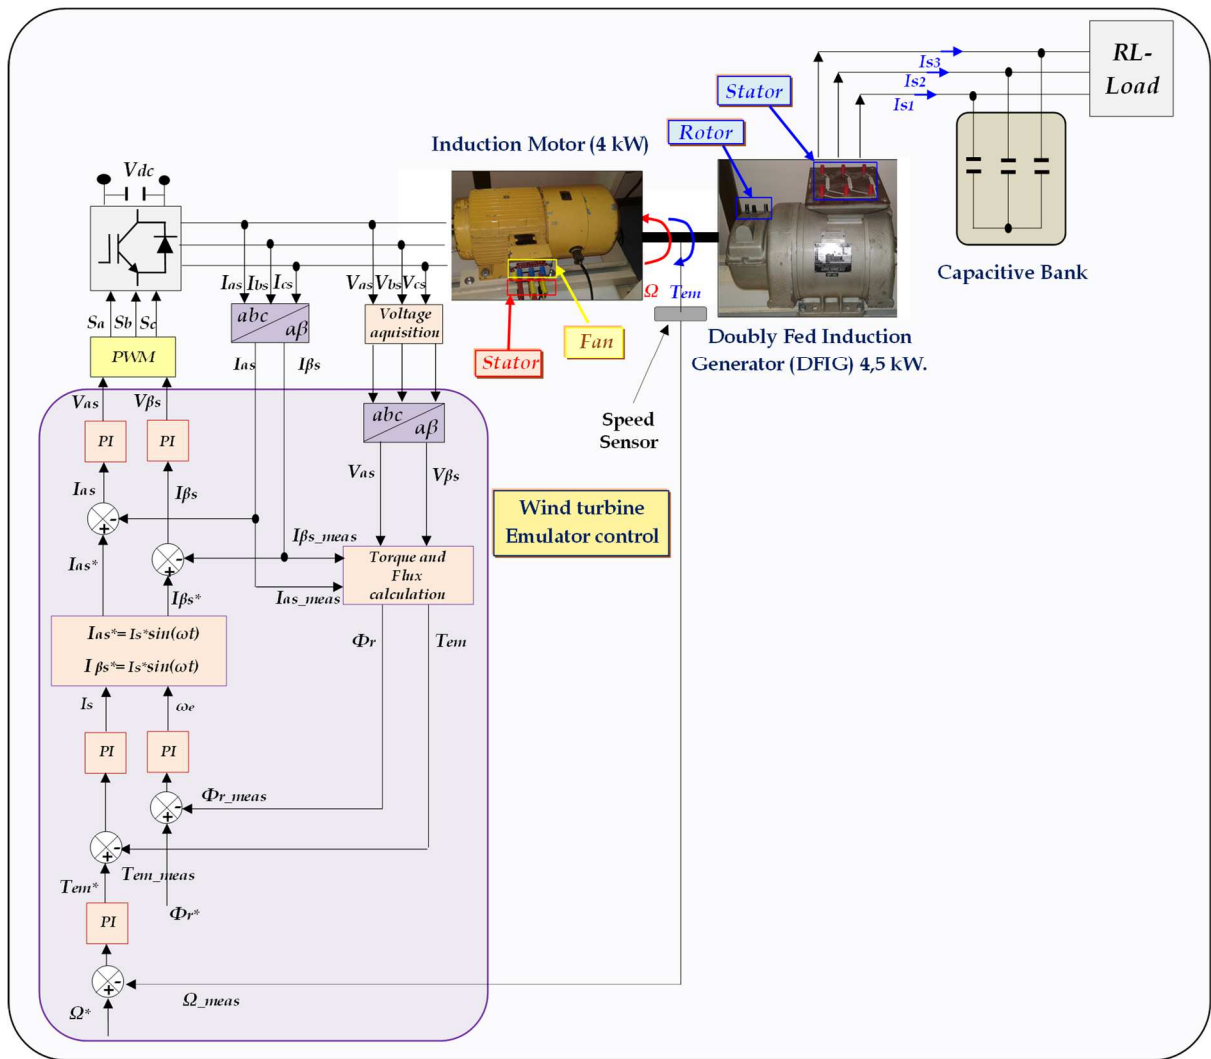 RL-
Load
Is3
Is2
Is1
Stator
Rotor
Induction Motor (4 kW)
Vdc
Capacitive Bank
Ias Ibs Ics
Vas Vbs Vcs
Ω
Tem
Sa Sb Sc
abc
αβ
Voltage
aquisition
Fan
Stator
Doubly Fed Induction
Generator (DFIG) 4,5 kW.
PWM
Iαs
Iβs
Vαs
Vβs
abc
αβ
Speed
Sensor
PI
PI
Vαs
Vβs
Iαs
Iβs
Wind turbine
Emulator control
-
+
Iβs_meas
-
+
Torque and
Flux
calculation
Iαs*
Iβs*
Iαs_meas
Iαs*=Is*sin(ωt)
Iβs*=Is*sin(ωt)
Φr
Tem
Is
ωe
PI
PI
Φr_meas
-
+
-
+
Tem_meas
Tem*
Φr*
PI
-
+
Ω_meas
Ω*